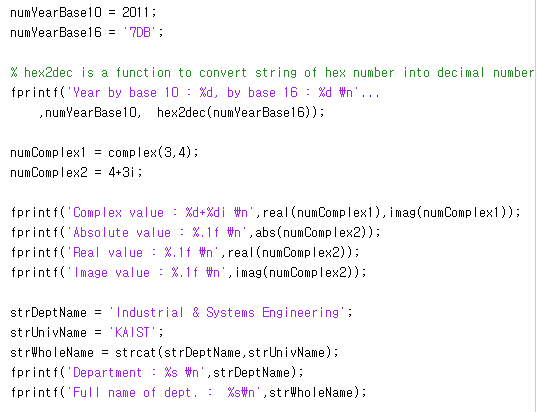 numYearBase10 = 2011;
numYearBase16 = '7DB';
% hex2dec is a function to convert string of hex number into decimal number
fprintf('Year by base 10 : %d, by base 16 : %d ₩n'...
,numYearBase10, hex2dec(numYearBase16));
numComplex1 = complex(3,4);
numComplex2 = 4+3i;
fprintf('Complex value : %d+%di ₩n',real(numComplex1),imag(numComplex1));
fprintf('Absolute value : %.1f ₩n',abs(numComplex2));
fprintf('Real value : %.1f ₩n',real(numComplex2));
fprintf('Image value : %.1f ₩n',imag(numComplex2));
strDeptName = 'Industrial & Systems Engineering';
strUnivName = 'KAIST';
strWholeName = strcat(strDeptName,strUnivName);
fprintf('Department : %s ₩n',strDeptName);
fprintf('Full name of dept. :  %s₩n',strWholeName);